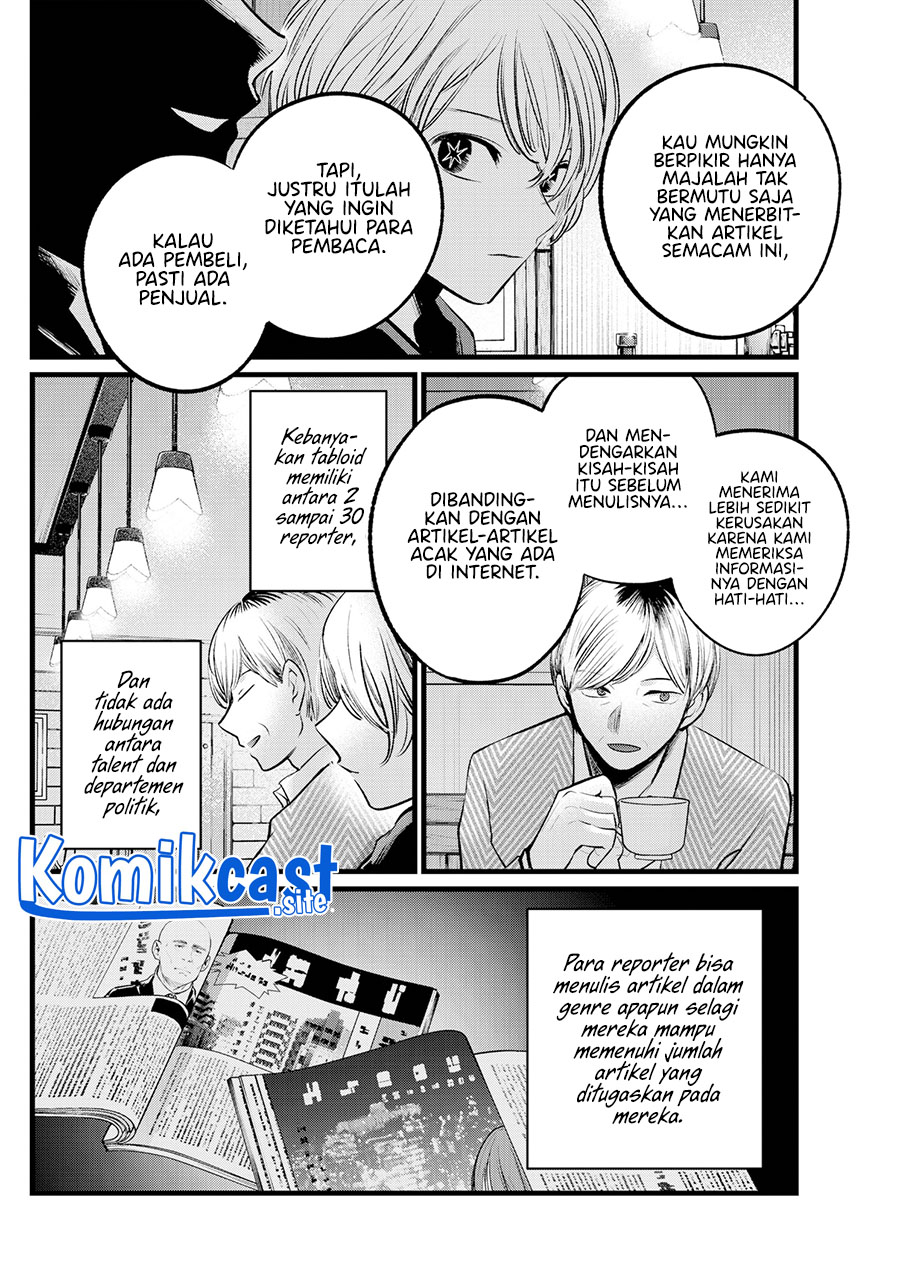 KAU MUNGKIN
BERPIKIR HANYA
MAJALAH TAK
BERMUTU SAJA
YANG MENERBIT-
KAN ARTIKEL
SEMACAM INI,
TAPI,
JUSTRU ITULAH
YANG INGIN
DIKETAHUI PARA
PEMBACA.
KALAU
ADA PEMBELI,
PASTI ADA
PENJUAL.
KAMI
MENERIMA
LEBIH SEDIKIT
KERUSAKAN
KARENA KAMI
MEMERIKSA
INFORMASI-
NYA DENGAN
HATI-HATI...
DAN MEN-
DENGARKAN
KISAH-KISAH
ITU SEBELUM
MENULISNYA...
DIBANDING-
KAN DENGAN
ARTIKEL-ARTIKEL
ACAK YANG ADA
DI INTERNET.
Kebanya-
kan tabloid
memiliki
antara 2
sampai 30
reporter,
Dan
tidak ada
hubungan
antara
talent dan
departemen
politik,
Komikcast
.site
Para reporter bisa
menulis artikel dalam
genre apapun selagi
mereka mampu
memenuhi jumlah
artikel yang
ditugaskan pada
mereka.